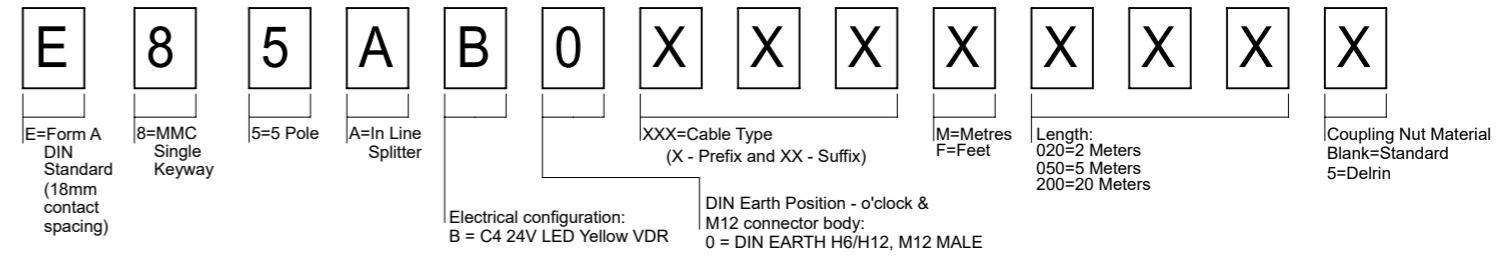 E 8 5 A B 0 X X X X X X X X
E=Form A
DIN
Standard
(18mm
contact
spacing)
8=MMC
Single
Keyway
5=5 Pole
A=In Line
Splitter
Electrical configuration:
B = C4 24V LED Yellow VDR
DIN Earth Position - o'clock &
M12 connector body:
0 = DIN EARTH H6/H12, M12 MALE
XXX=Cable Type
(X - Prefix and XX - Suffix)
M=Metres
F=Feet
Length:
020=2 Meters
050=5 Meters
200=20 Meters
Coupling Nut Material
Blank=Standard
5=Delrin